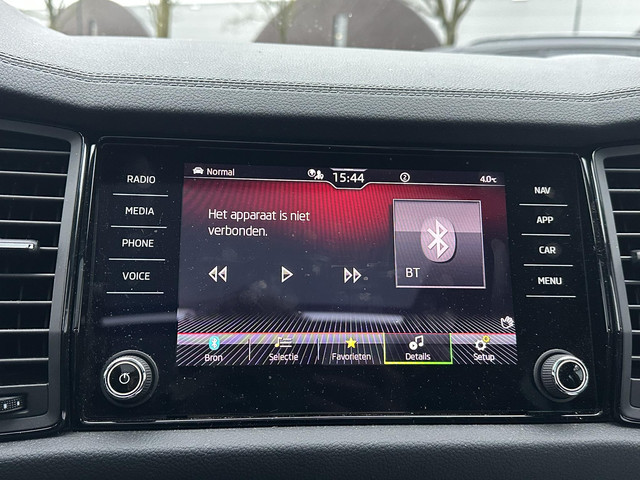 RADIO
MEDIA
PHONE
VOICE
Normal
15:44
2
4.0°C
Het apparaat is niet
verbonden.
BT
Bron
Selectie
Favorieten
Details
Setup
NAV
APP
CAR
MENU